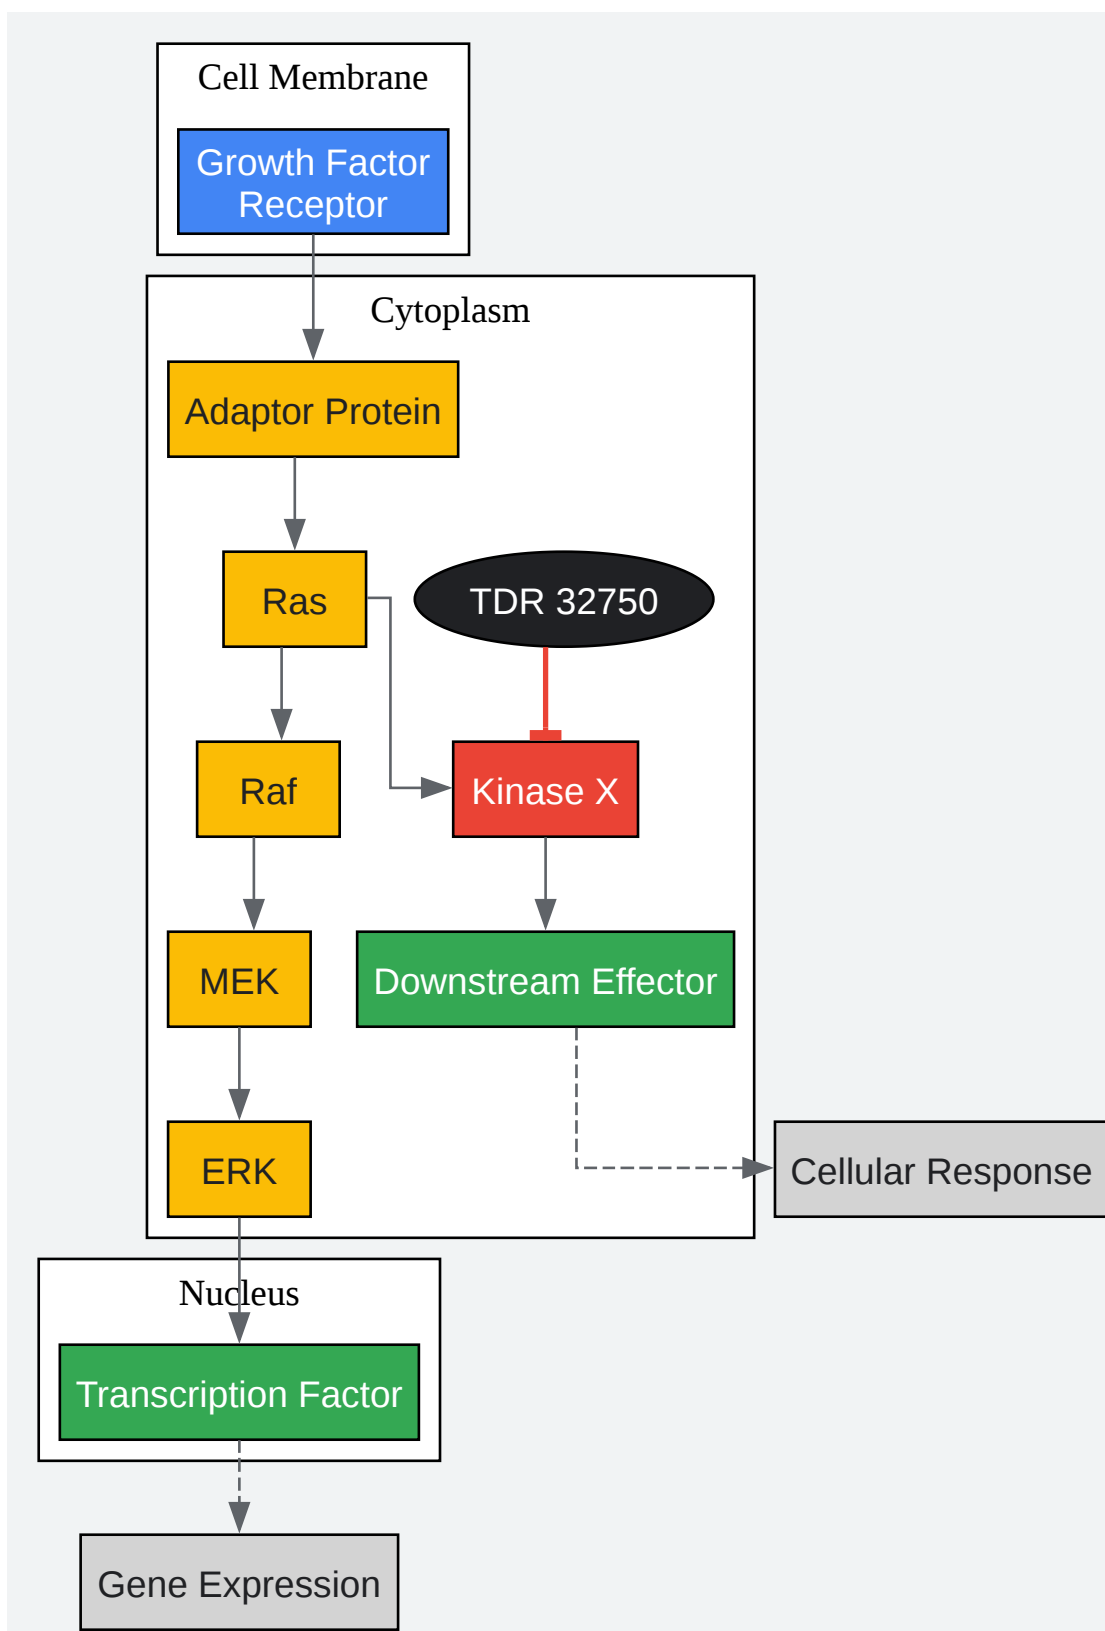 Cell Membrane
Growth Factor
Receptor
Cytoplasm
Adaptor Protein
Ras
TDR 32750
Raf
Kinase X
MEK
Downstream Effector
ERK
Cellular Response
Nucleus
Transcription Factor
Gene Expression